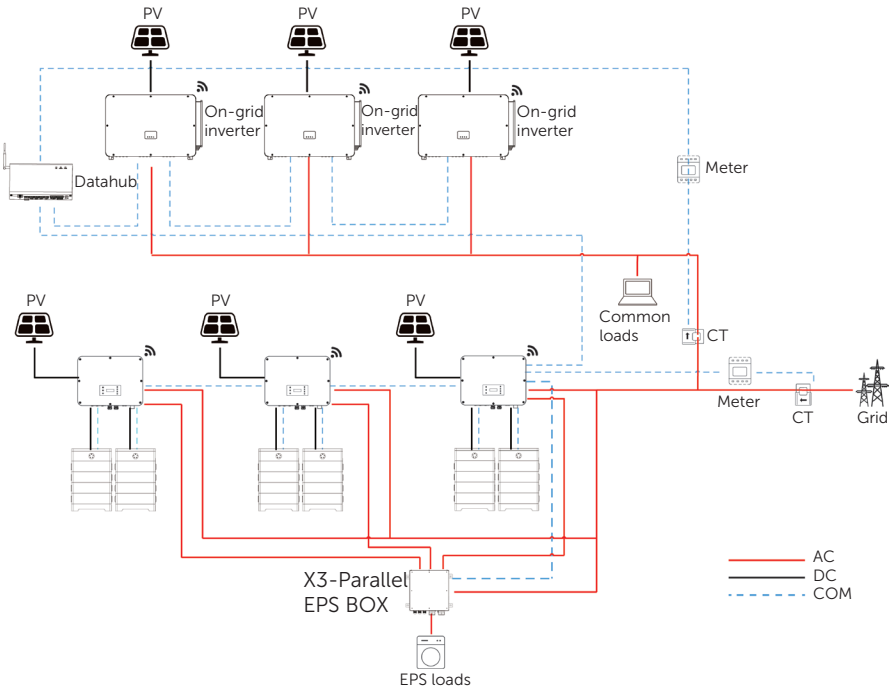 PV
PV
PV
On-grid
inverter
On-grid
inverter
On-grid
inverter
Datahub
Meter
Common
loads
CT
PV
PV
PV
Meter
CT
Grid
X3-Parallel
EPS BOX
EPS loads
AC
DC
COM